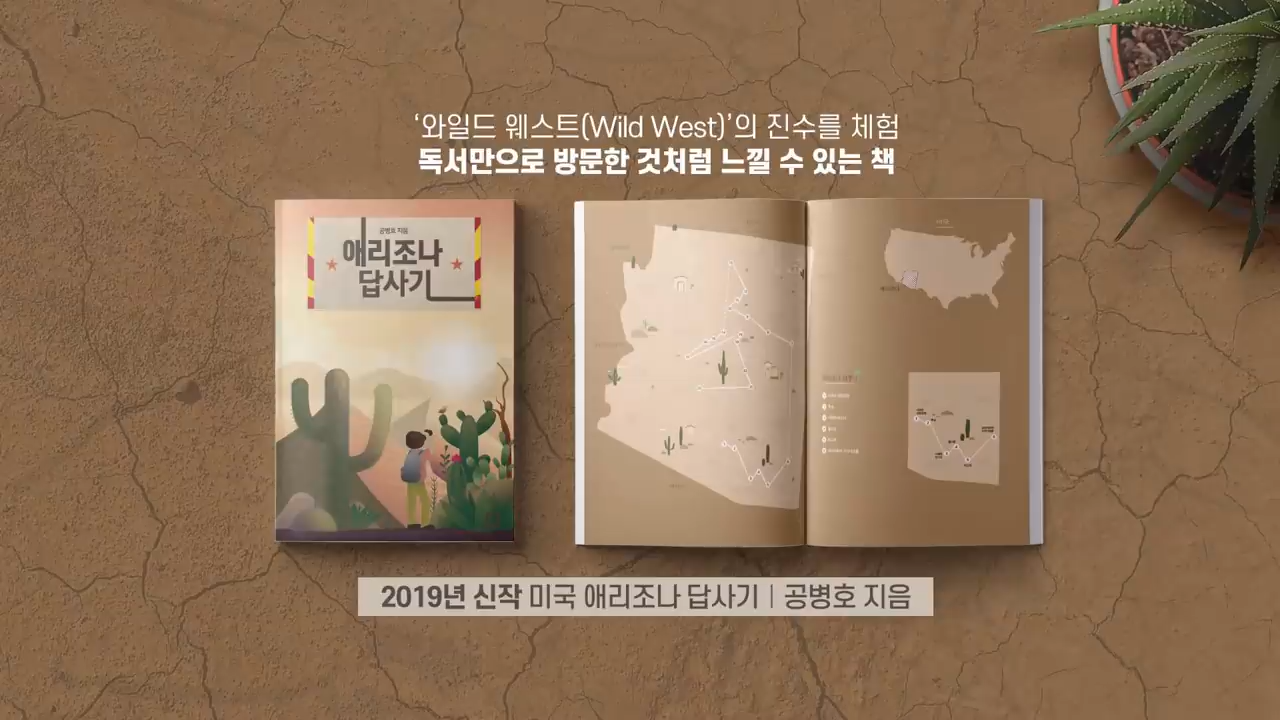 ‘와일드 웨스트(Wild West)’의 진수를 체험
독서만으로 방문한 것처럼 느낄 수 있는 책
공병호 지음
애리조나
답사기
2019년 신작 미국 애리조나 답사기 | 공병호 지음